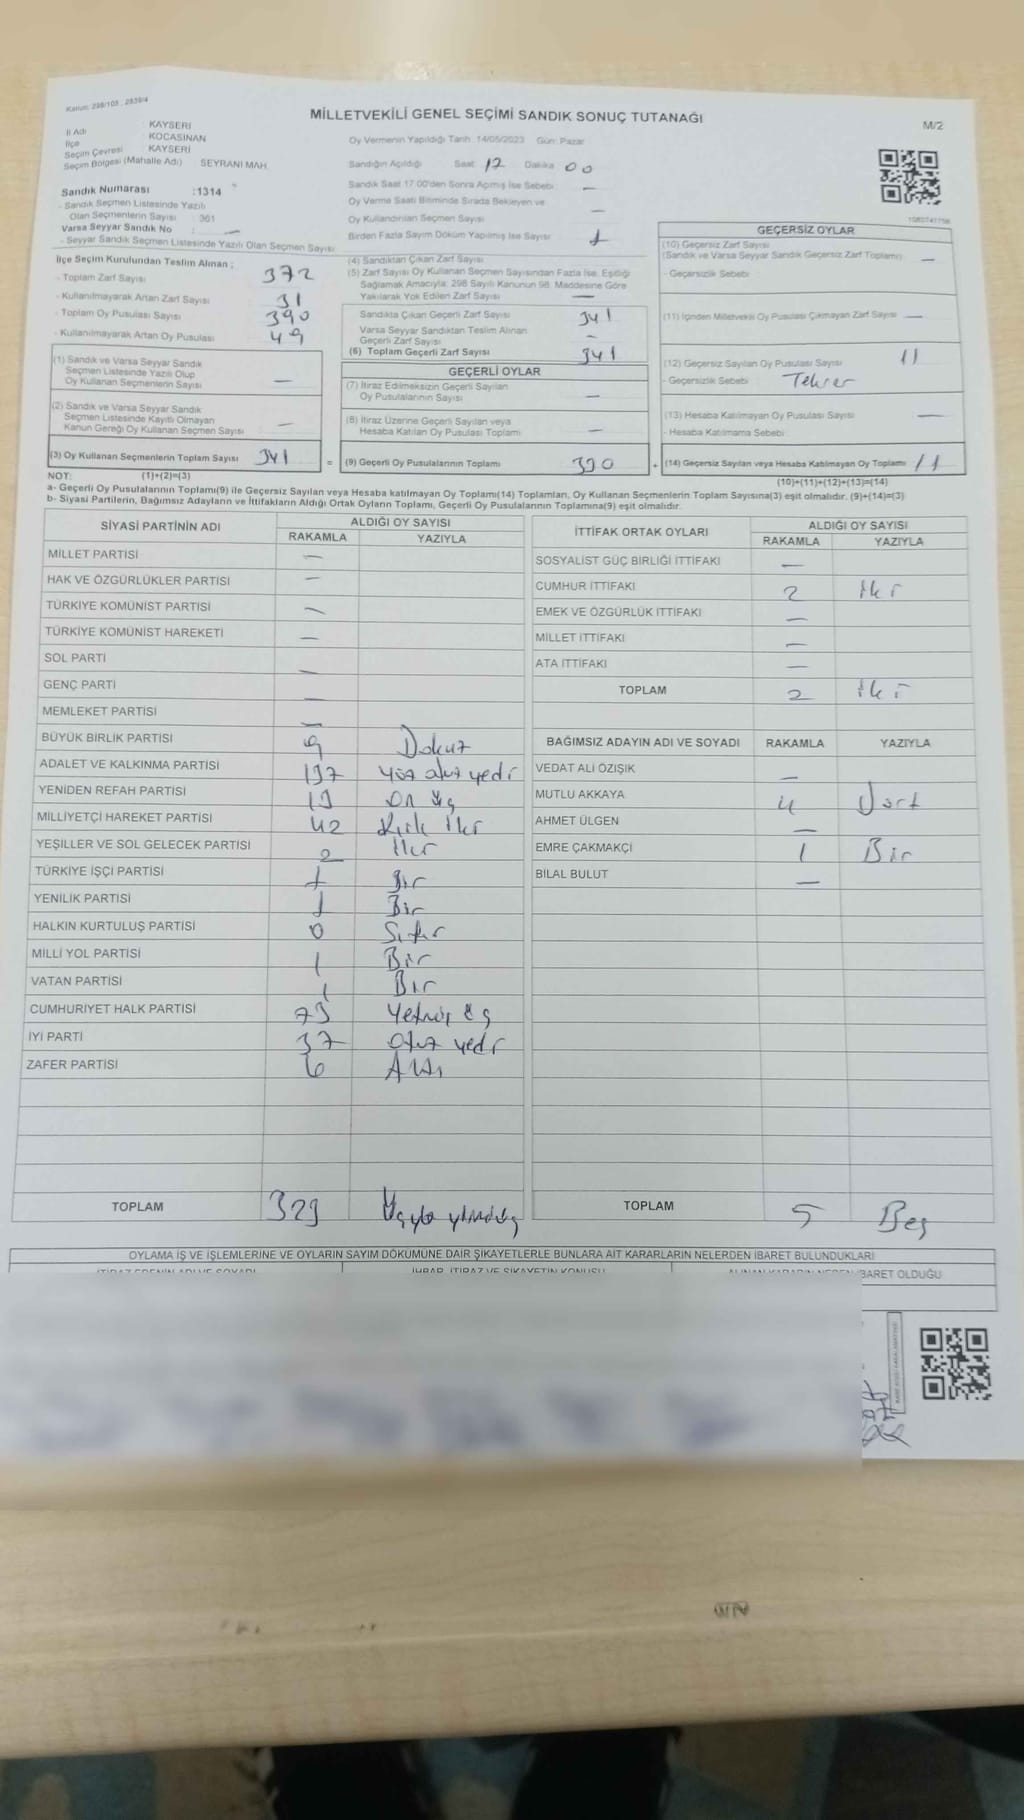 Kanun: 298/105 , 2839/4
MİLLETVEKİLİ GENEL SEÇİMİ SANDIK SONUÇ TUTANAĞI
M/2
İl Adı : KAYSERİ
İlçe : KOCASİNAN
Seçim Çevresi : KAYSERİ
Seçim Bölgesi (Mahalle Adı) SEYRANİ MAH.
Sandık Numarası :1314
- Sandık Seçmen Listesinde Yazılı
Olan Seçmenlerin Sayısı : 361
Varsa Seyyar Sandık No : —
- Seyyar Sandık Seçmen Listesinde Yazılı Olan Seçmen Sayısı
Oy Vermenin Yapıldığı Tarih :14/05/2023 Gün: Pazar
Sandığın Açıldığı Saat 17 Dakika 00
Sandık Saat 17:00'den Sonra Açılmış İse Sebebi : —
Oy Verme Saati Bitiminde Sırada Bekleyen ve
Oy Kullandırılan Seçmen Sayısı —
Birden Fazla Sayım Döküm Yapılmış İse Sayısı 1
İlçe Seçim Kurulundan Teslim Alınan ;
- Toplam Zarf Sayısı 372
- Kullanılmayarak Artan Zarf Sayısı 31
- Toplam Oy Pusulası Sayısı 390
- Kullanılmayarak Artan Oy Pusulası 49
(4) Sandıktan Çıkan Zarf Sayısı
(5) Zarf Sayısı Oy Kullanan Seçmen Sayısından Fazla İse, Eşitliği
Sağlamak Amacıyla, 298 Sayılı Kanunun 98. Maddesine Göre
Yakılarak Yok Edilen Zarf Sayısı —
Sandıkta Çıkan Geçerli Zarf Sayısı 341
Varsa Seyyar Sandıktan Teslim Alınan
Geçerli Zarf Sayısı —
(6) Toplam Geçerli Zarf Sayısı 341
GEÇERSİZ OYLAR
(10) Geçersiz Zarf Sayısı
(Sandık ve Varsa Seyyar Sandık Geçersiz Zarf Toplamı) —
- Geçersizlik Sebebi :
(11) İçinden Milletvekili Oy Pusulası Çıkmayan Zarf Sayısı —
(12) Geçersiz Sayılan Oy Pusulası Sayısı 11
- Geçersizlik Sebebi :
(13) Hesaba Katılmayan Oy Pusulası Sayısı —
- Hesaba Katılmama Sebebi :
(1) Sandık ve Varsa Seyyar Sandık
Seçmen Listesinde Yazılı Olup
Oy Kullanan Seçmenlerin Sayısı —
(2) Sandık ve Varsa Seyyar Sandık
Seçmen Listesinde Kayıtlı Olmayan
Kanun Gereği Oy Kullanan Seçmen Sayısı —
GEÇERLİ OYLAR
(7) İtiraz Edilmeksizin Geçerli Sayılan
Oy Pusulalarının Sayısı —
(8) İtiraz Üzerine Geçerli Sayılan veya
Hesaba Katılan Oy Pusulası Toplamı —
(3) Oy Kullanan Seçmenlerin Toplam Sayısı 341 = (9) Geçerli Oy Pusulalarının Toplamı 330 + (14) Geçersiz Sayılan veya Hesaba Katılmayan Oy Toplamı 11
NOT: (1)+(2)=(3) (10)+(11)+(12)+(13)=(14)
a- Geçerli Oy Pusulalarının Toplamı(9) ile Geçersiz Sayılan veya Hesaba katılmayan Oy Toplamı(14) Toplamları, Oy Kullanan Seçmenlerin Toplam Sayısına(3) eşit olmalıdır. (9)+(14)=(3)
b- Siyasi Partilerin, Bağımsız Adayların ve İttifakların Aldığı Ortak Oyların Toplamı, Geçerli Oy Pusulalarının Toplamına(9) eşit olmalıdır.
SİYASİ PARTİNİN ADI ALDIĞI OY SAYISI
RAKAMLA YAZIYLA
MİLLET PARTİSİ —
HAK VE ÖZGÜRLÜKLER PARTİSİ —
TÜRKİYE KOMÜNİST PARTİSİ —
TÜRKİYE KOMÜNİST HAREKETİ —
SOL PARTİ —
GENÇ PARTİ —
MEMLEKET PARTİSİ —
BÜYÜK BİRLİK PARTİSİ 9 Dokuz
ADALET VE KALKINMA PARTİSİ 137 Yüz otuz yedi
YENİDEN REFAH PARTİSİ 13 On üç
MİLLİYETÇİ HAREKET PARTİSİ 42 Kırk iki
YEŞİLLER VE SOL GELECEK PARTİSİ 2 İki
TÜRKİYE İŞÇİ PARTİSİ 1 Bir
YENİLİK PARTİSİ 1 Bir
HALKIN KURTULUŞ PARTİSİ 0 Sıfır
MİLLİ YOL PARTİSİ 1 Bir
VATAN PARTİSİ 1 Bir
CUMHURİYET HALK PARTİSİ 73 Yetmiş üç
İYİ PARTİ 37 Otuz yedi
ZAFER PARTİSİ 6 Altı
TOPLAM 323 Üçyüz yirmiüç
İTTİFAK ORTAK OYLARI ALDIĞI OY SAYISI
RAKAMLA YAZIYLA
SOSYALİST GÜÇ BİRLİĞİ İTTİFAKI —
CUMHUR İTTİFAKI 2 İki
EMEK VE ÖZGÜRLÜK İTTİFAKI —
MİLLET İTTİFAKI —
ATA İTTİFAKI —
TOPLAM 2 İki
BAĞIMSIZ ADAYIN ADI VE SOYADI RAKAMLA YAZIYLA
VEDAT ALİ ÖZIŞIK —
MUTLU AKKAYA 4 Dört
AHMET ÜLGEN —
EMRE ÇAKMAKÇİ 1 Bir
BİLAL BULUT —
TOPLAM 5 Beş
OYLAMA İŞ VE İŞLEMLERİNE VE OYLARIN SAYIM DÖKÜMÜNE DAİR ŞİKAYETLERLE BUNLARA AİT KARARLARIN NELERDEN İBARET BULUNDUKLARI
İTİRAZ EDENİN ADI VE SOYADI İHBAR, İTİRAZ VE ŞİKAYETİN KONUSU ALINAN KARARIN NEDEN İBARET OLDUĞU